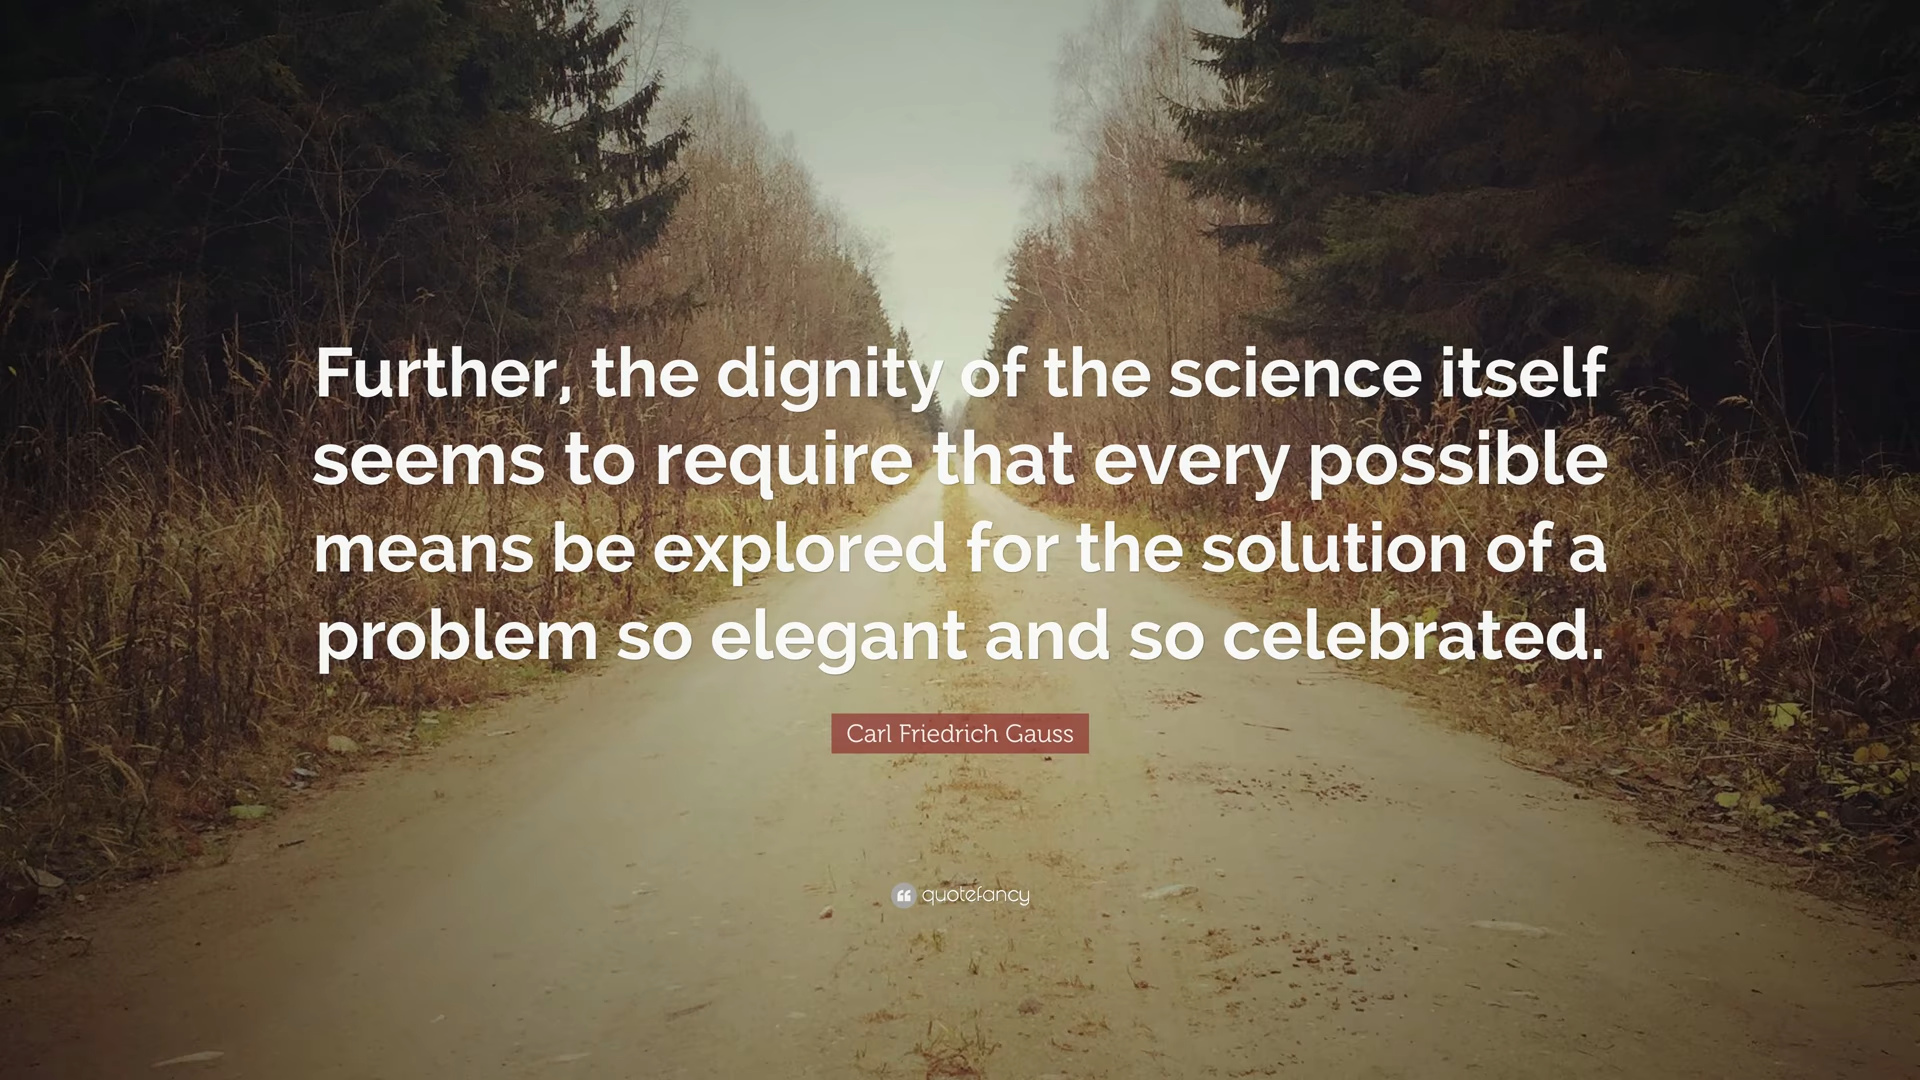 Further, the dignity of the science itself
seems to require that every possible
means be explored for the solution of a
problem so elegant and so celebrated.
Carl Friedrich Gauss
quotefancy